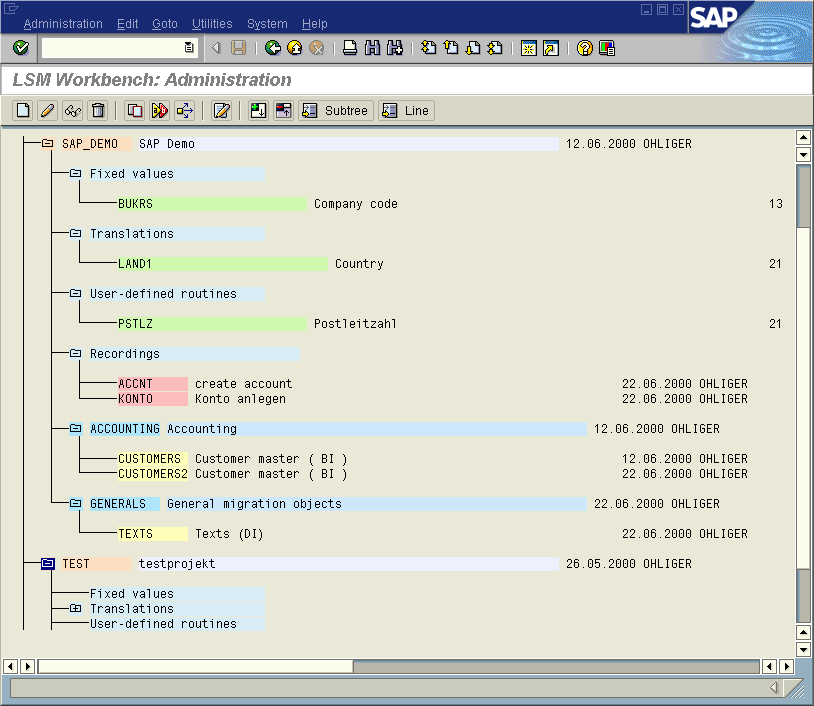 Administration Edit Goto Utilities System Help
SAP
LSM Workbench: Administration
Subtree Line
SAP_DEMO SAP Demo 12.06.2000 OHLIGER
Fixed values
BUKRS Company code 13
Translations
LAND1 Country 21
User-defined routines
PSTLZ Postleitzahl 21
Recordings
ACCNT create account 22.06.2000 OHLIGER
KONTO Konto anlegen 22.06.2000 OHLIGER
ACCOUNTING Accounting 12.06.2000 OHLIGER
CUSTOMERS Customer master ( BI ) 12.06.2000 OHLIGER
CUSTOMERS2 Customer master ( BI ) 22.06.2000 OHLIGER
GENERALS General migration objects 22.06.2000 OHLIGER
TEXTS Texts (DI) 22.06.2000 OHLIGER
TEST testprojekt 26.05.2000 OHLIGER
Fixed values
Translations
User-defined routines